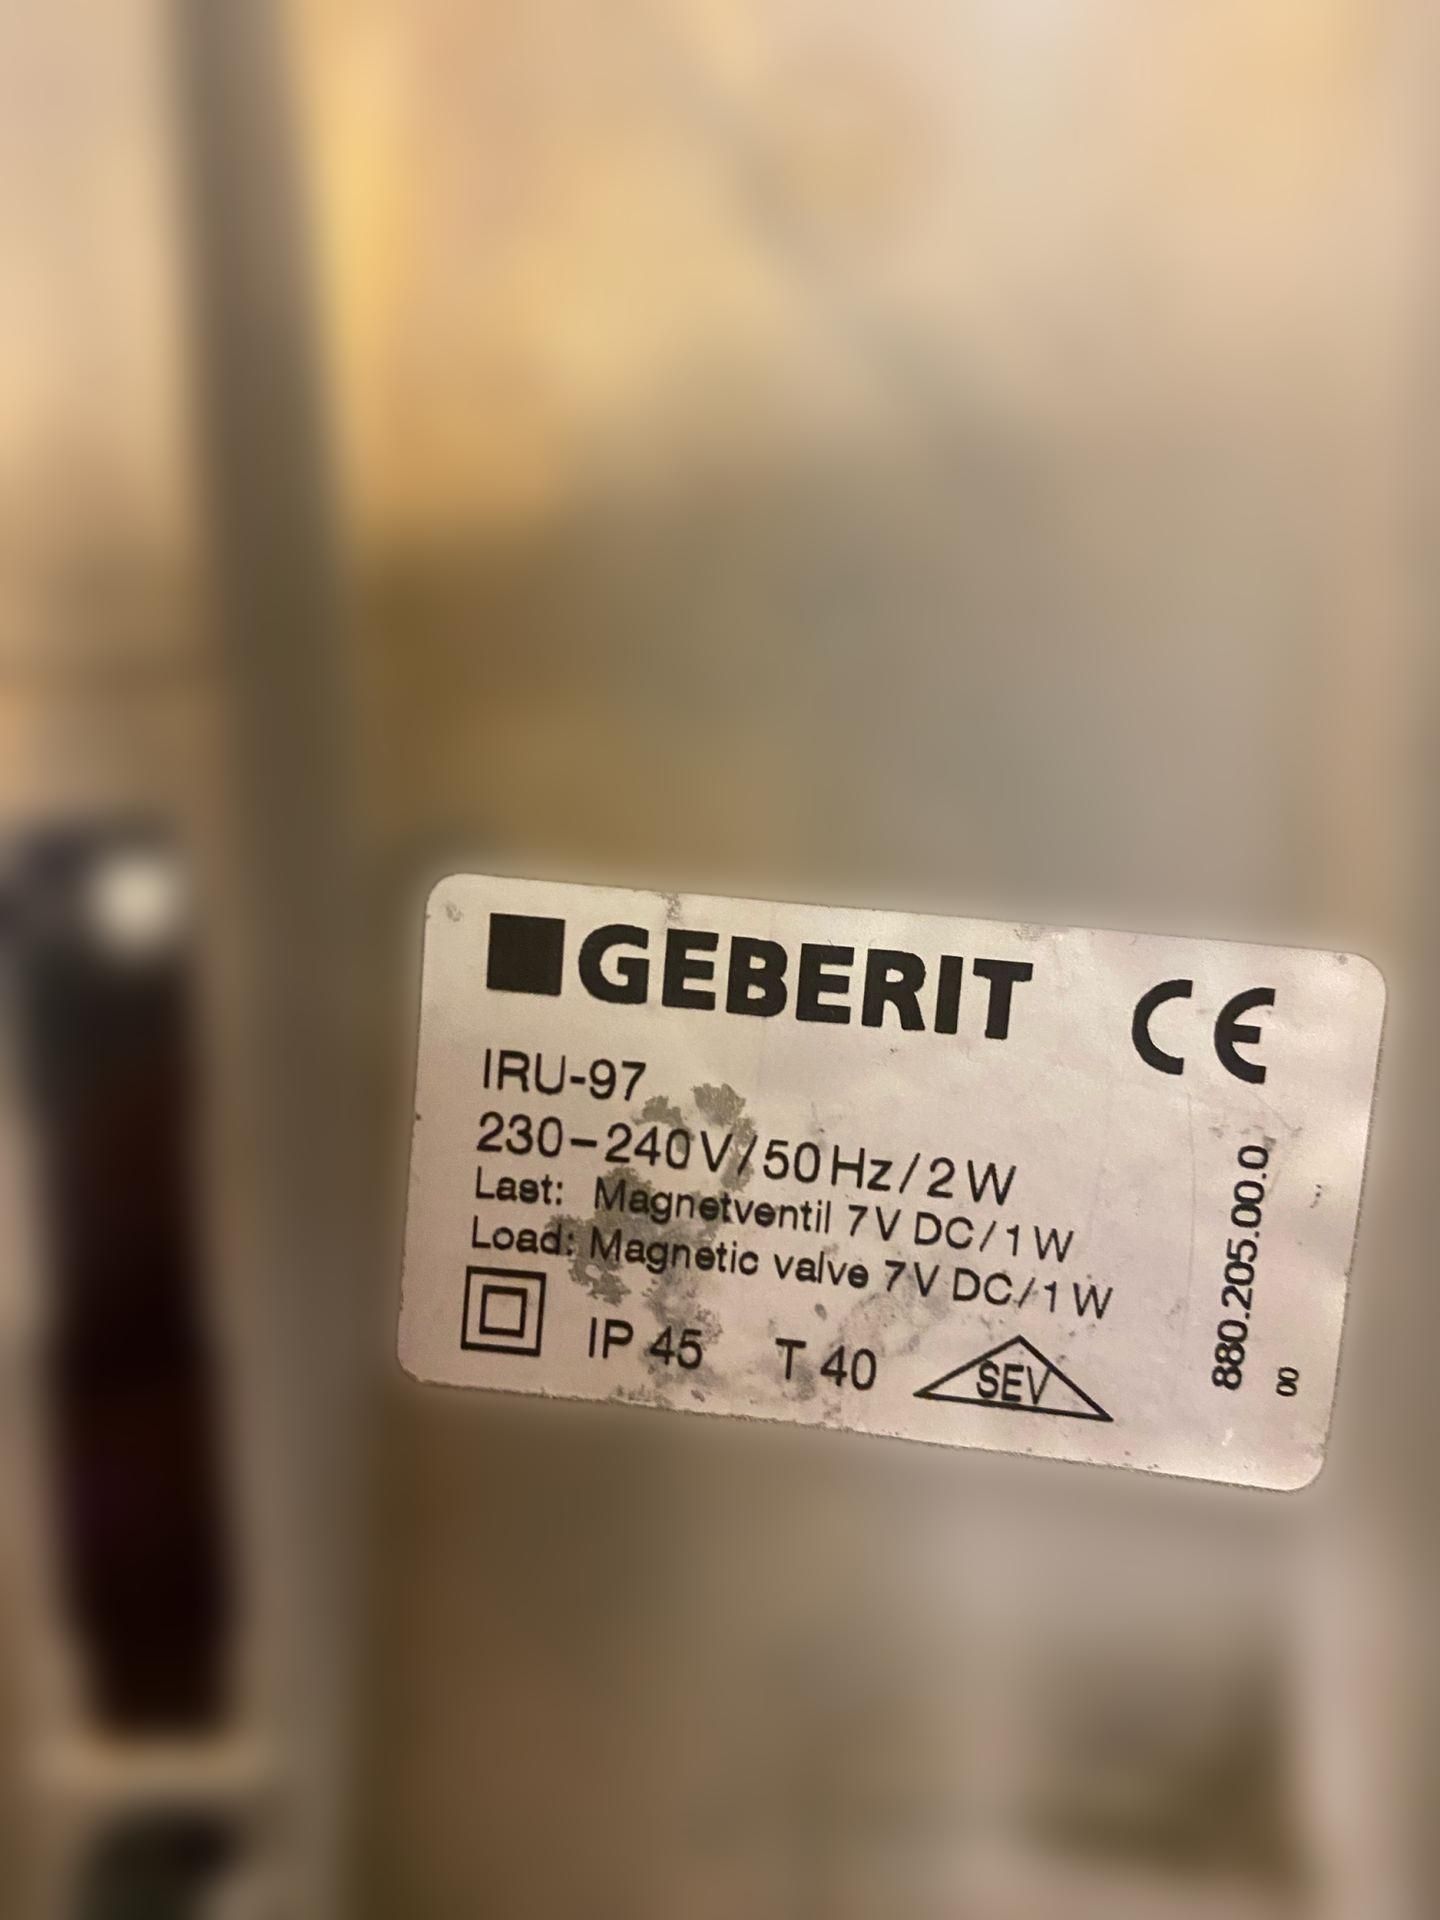 GEBERIT CE
IRU-97
230–240V/50Hz/2W
Last: Magnetventil 7V DC/1W
Load: Magnetic valve 7V DC/1W
IP 45 T 40 SEV
880.205.00.0
00